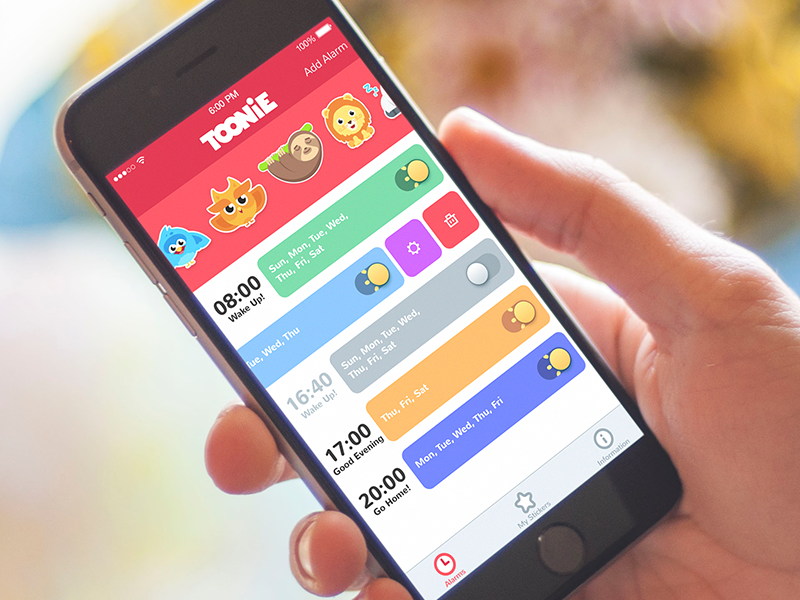 100%
6:00 PM
Add Alarm
TOONiE
z z
08:00
Wake Up!
Sun, Mon, Tue, Wed,
Thu, Fri, Sat
Wed, Thu
16:40
Wake Up!
Sun, Mon, Tue, Wed,
Thu, Fri, Sat
17:00
Good Evening
Thu, Fri, Sat
20:00
Go Home!
Mon, Tue, Wed, Thu, Fri
Alarms
My Stickers
Information